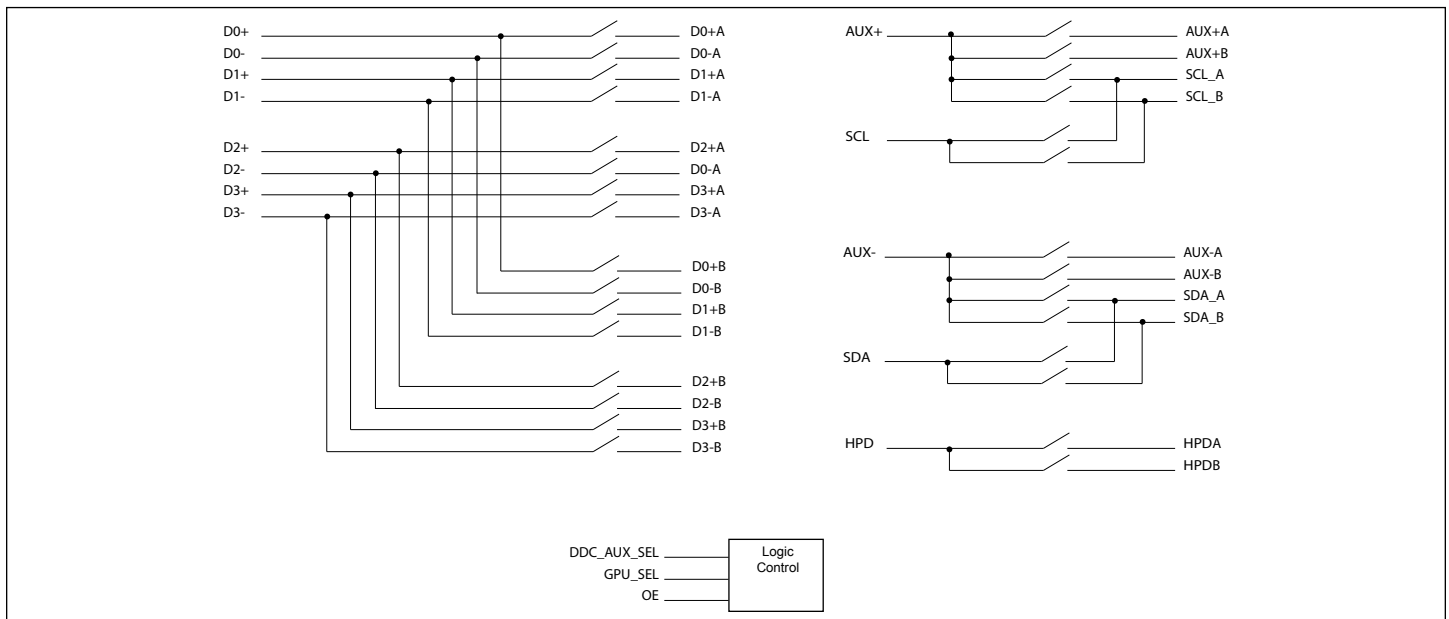 D0+
D0-
D1+
D1-
D2+
D2-
D3+
D3-
D0+A
D0-A
D1+A
D1-A
D2+A
D0-A
D3+A
D3-A
D0+B
D0-B
D1+B
D1-B
D2+B
D2-B
D3+B
D3-B
AUX+
SCL
AUX+A
AUX+B
SCL_A
SCL_B
AUX-
SDA
AUX-A
AUX-B
SDA_A
SDA_B
HPD
HPDA
HPDB
DDC_AUX_SEL
GPU_SEL
OE
Logic
Control